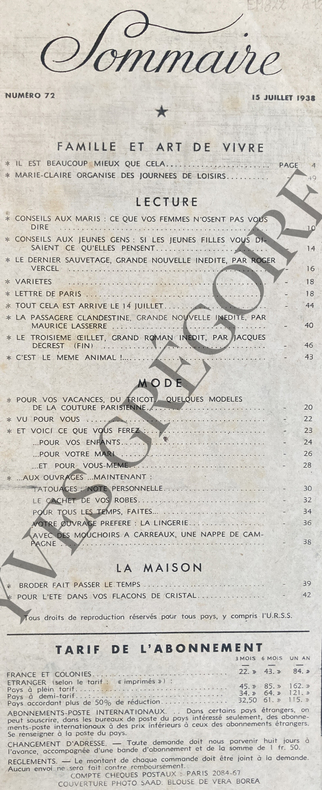 Sommaire
NUMÉRO 72 15 JUILLET 1938
FAMILLE ET ART DE VIVRE
IL EST BEAUCOUP MIEUX QUE CELA PAGE 4
MARIE-CLAIRE ORGANISE DES JOURNEES DE LOISIRS - 49
LECTURE
CONSEILS AUX MARIS : CE QUE VOS FEMMES N'OSENT PAS VOUS
DIRE - 10
CONSEILS AUX JEUNES GENS : SI LES JEUNES FILLES VOUS DI-
SAIENT CE QU'ELLES PENSENT - 14
LE DERNIER SAUVAGE, GRANDE NOUVELLE INEDITE, PAR ROGER
VERCEL - 16
VARIETES - 18
LETTRE DE PARIS - 18
TOUT CELA EST ARRIVE LE 14 JUILLET - 44
LA PASSAGERE CLANDESTINE, GRANDE NOUVELLE INEDITE, PAR
MAURICE LASSERRE - 40
LE TROISIEME ŒILLET, GRAND ROMAN INEDIT, PAR JACQUES
DECREST (FIN) - 46
C'EST LE MEME ANIMAL ! - 43
MODE
POUR VOS VACANCES, DU TRICOT, QUELQUES MODELES
DE LA COUTURE PARISIENNE - 20
VU POUR VOUS - 22
ET VOICI CE QUE VOUS FEREZ - 23
...POUR VOS ENFANTS - 24
...POUR VOTRE MARI - 26
...ET POUR VOUS-MEME - 28
...AUX OUVRAGES ...MAINTENANT :
TATOUAGES : NOTE PERSONNELLE - 30
LE CACHET DE VOS ROBES - 32
POUR TOUS LES TEMPS, FAITES... - 34
VOTRE OUVRAGE PREFERE : LA LINGERIE - 36
AVEC DES MOUCHOIRS A CARREAUX, UNE NAPPE DE CAM-
PAGNE - 38
LA MAISON
BRODER FAIT PASSER LE TEMPS - 39
POUR L'ETE DANS VOS FLACONS DE CRISTAL - 42
Tous droits de reproduction réservés pour tous pays, y compris l'U.R.S.S.
TARIF DE L'ABONNEMENT
3 MOIS 6 MOIS UN AN
FRANCE ET COLONIES 22. » 43. » 84. »
ETRANGER (selon le tarif « imprimés ») :
Pays à plein tarif 45. » 85. » 162. »
Pays à demi-tarif 34. » 64. » 121. »
Pays accordant plus de 50% de réduction 32,50 61. » 115. »
ABONNEMENTS-POSTE INTERNATIONAUX. — Dans certains pays étrangers, on
peut souscrire, dans les bureaux de poste du pays intéressé seulement, des abonne-
ments-poste internationaux à des prix inférieurs à ceux des abonnements étrangers.
Se renseigner à la poste du pays.
CHANGEMENT D'ADRESSE. — Toute demande doit nous parvenir huit jours à
l'avance, accompagnée d'une bande d'abonnement et de la somme de 1 fr. 50.
REGLEMENTS. — Le montant de chaque commande doit être joint à la demande.
Aucun envoi ne sera fait contre remboursement.
COMPTE CHEQUES POSTAUX : PARIS 2084-67
COUVERTURE PHOTO SAAD. BLOUSE DE VERA BOREA
YVES GRÉGOIRE